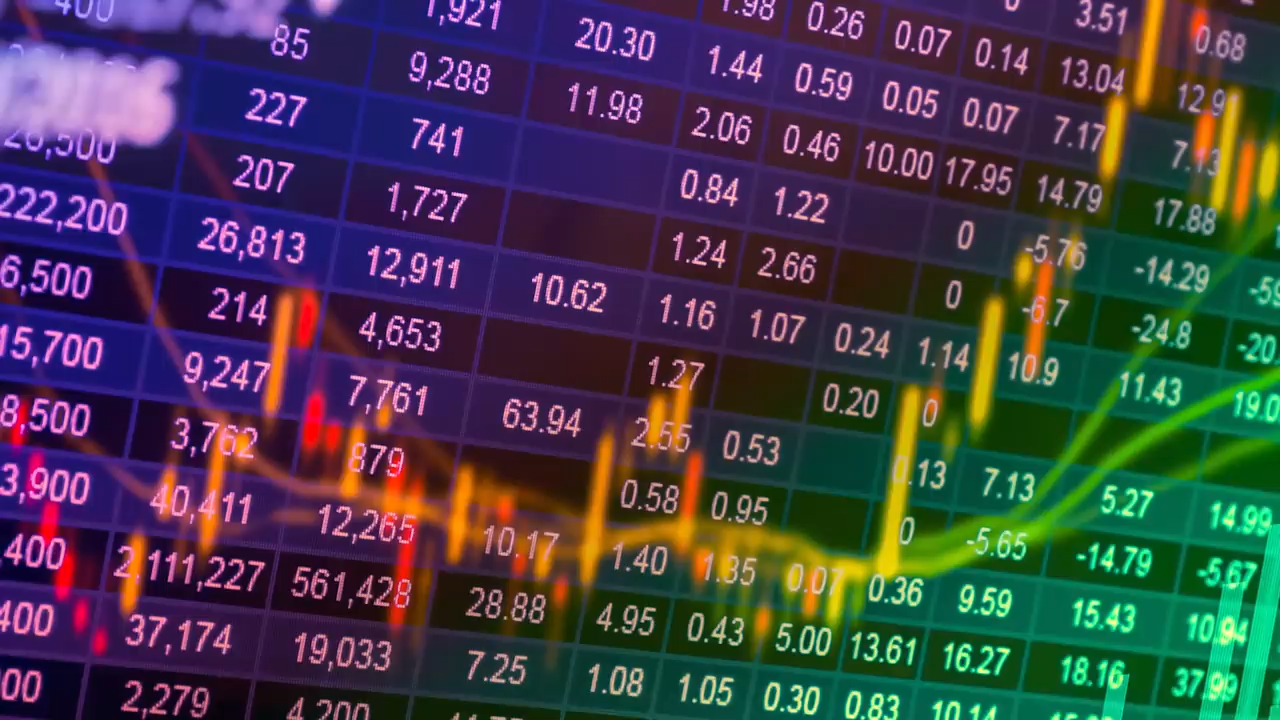 3.51 0.68
400 1.98 0.26 0.07 0.14 13.04 12.9
1,921 20.30 1.44 0.59 0.05 0.07 7.17 7.13
85 9,288 11.98 2.06 0.46 10.00 17.95 14.79 17.88
227 741 0.84 1.22 0 -5.76 -14.29
207 1,727 1.24 2.66 0 -6.7 -24.8 -20.
222,200 26,813 12,911 10.62 1.16 1.07 0.24 1.14 10.9 11.43 19.0
6,500 214 4,653 1.27 0.20 0
15,700 9,247 7,761 63.94 2.55 0.53 0.13 7.13 5.27 14.99
8,500 3,762 879 0.58 0.95 0 -5.65 -14.79 -5.67
3,900 40,411 12,265 10.17 1.40 1.35 0.07 0.36 9.59 15.43 10.94
,400 2,111,227 561,428 28.88 4.95 0.43 5.00 13.61 16.27 18.16 37.99
400 37,174 19,033 7.25 1.08 1.05 0.30 0.83 10.14
00 2,279 4,200